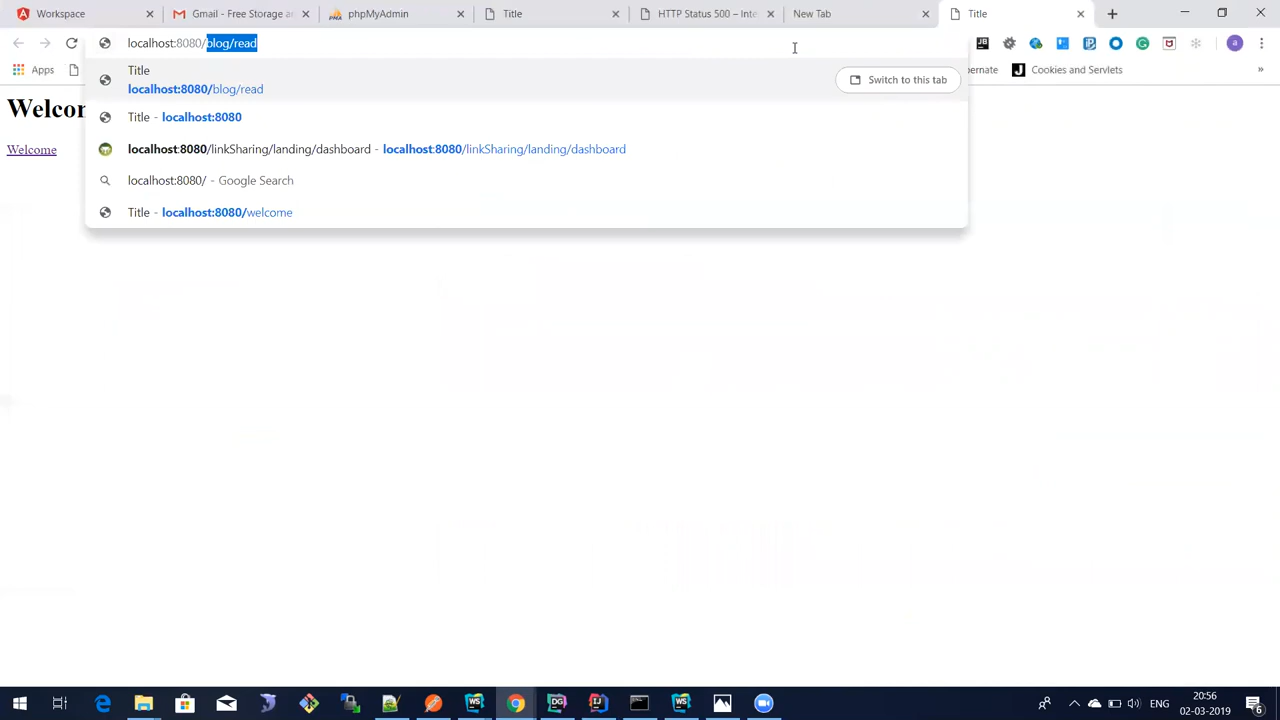 Workspace
Gmail - Free Storage ar
phpMyAdmin
Title
HTTP Status 500 – Inte
New Tab
Title
localhost:8080/blog/read
Apps
ernate
Cookies and Servlets
»
Title
localhost:8080/blog/read
Switch to this tab
Title - localhost:8080
localhost:8080/linkSharing/landing/dashboard - localhost:8080/linkSharing/landing/dashboard
localhost:8080/ - Google Search
Title - localhost:8080/welcome
Welcom
Welcome
ENG
20:56
02-03-2019
6